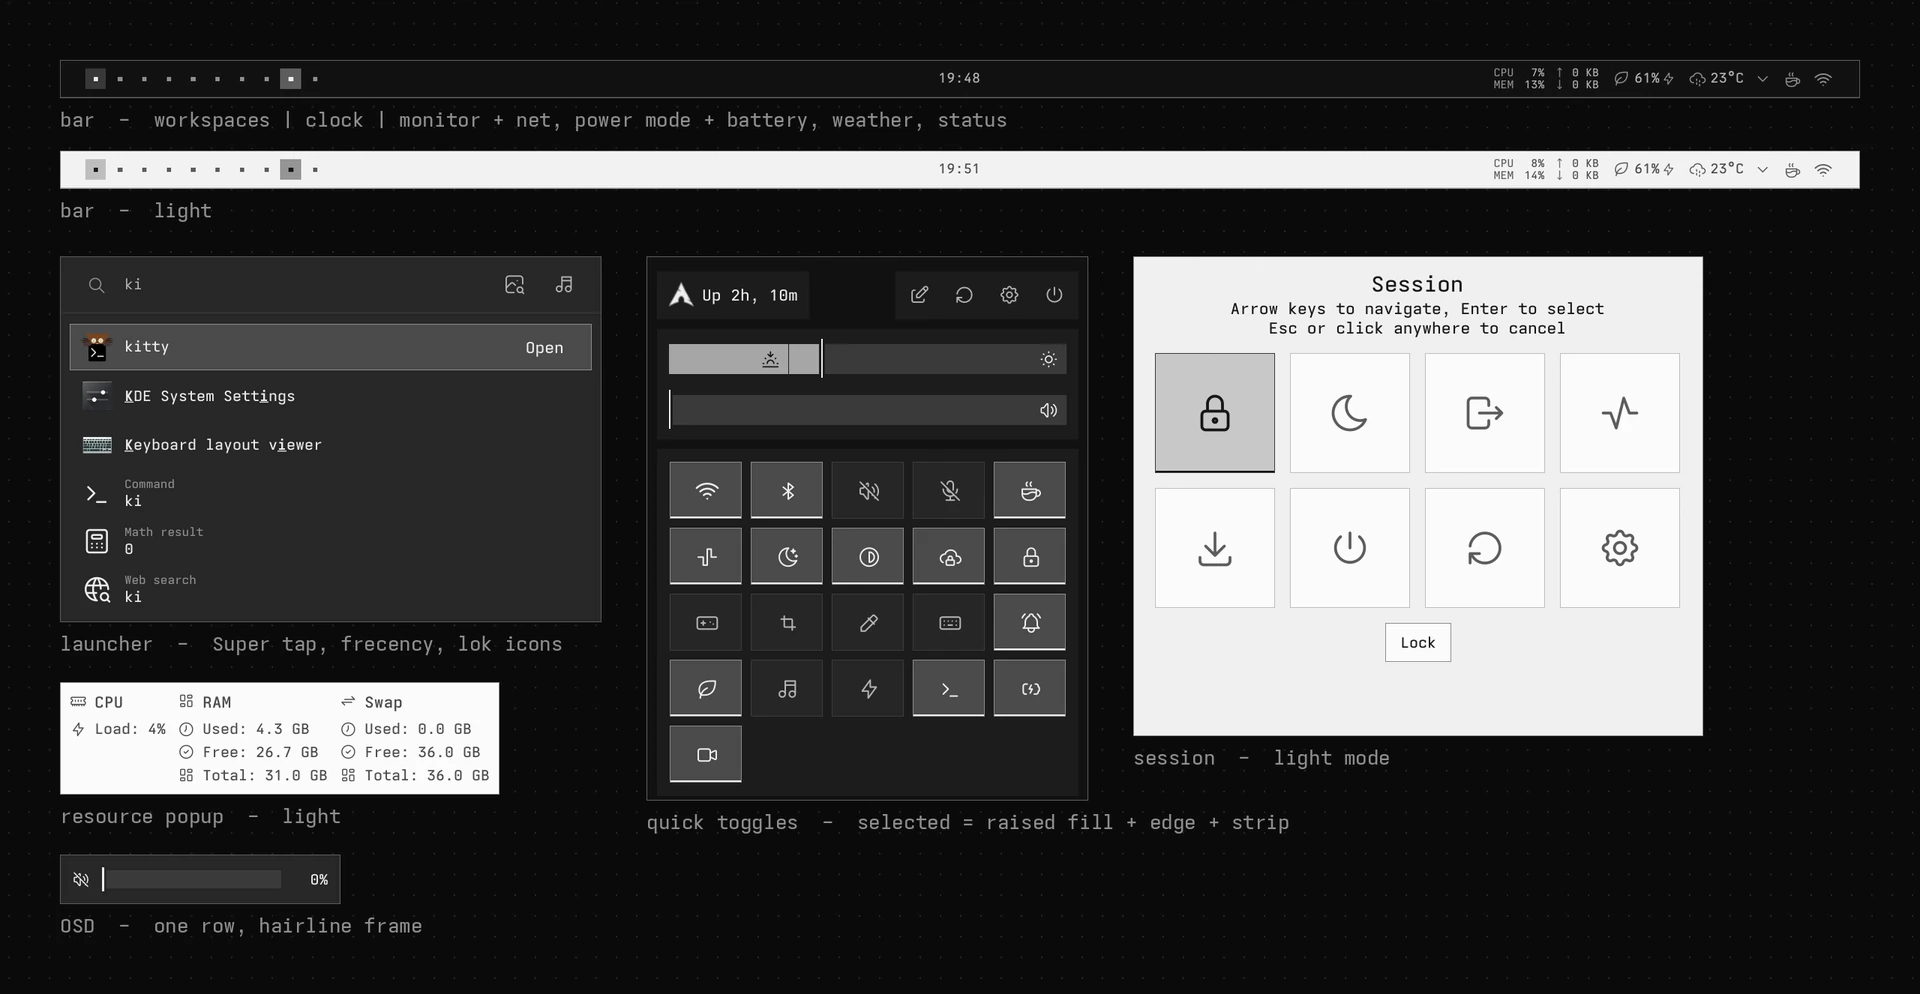 19:48
CPU 7% ↑ 0 KB
MEM 13% ↓ 0 KB
61%
23°C
bar - workspaces | clock | monitor + net, power mode + battery, weather, status
19:51
CPU 8% ↑ 0 KB
MEM 14% ↓ 0 KB
61%
23°C
bar - light
ki
kitty
Open
KDE System Settings
Keyboard layout viewer
Command
ki
Math result
0
Web search
ki
launcher - Super tap, frecency, lok icons
CPU
Load: 4%
RAM
Used: 4.3 GB
Free: 26.7 GB
Total: 31.0 GB
Swap
Used: 0.0 GB
Free: 36.0 GB
Total: 36.0 GB
resource popup - light
0%
OSD - one row, hairline frame
Up 2h, 10m
quick toggles - selected = raised fill + edge + strip
Session
Arrow keys to navigate, Enter to select
Esc or click anywhere to cancel
Lock
session - light mode